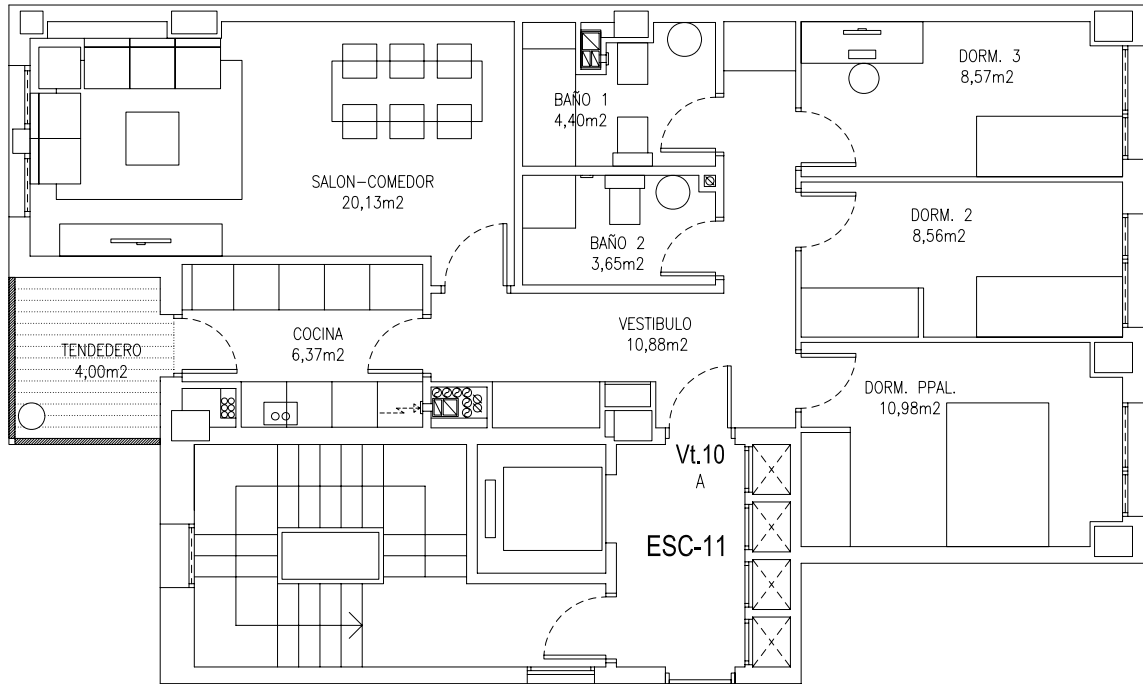 DORM. 3
8,57m2
BAÑO 1
4,40m2
SALON-COMEDOR
20,13m2
DORM. 2
8,56m2
BAÑO 2
3,65m2
VESTIBULO
10,88m2
COCINA
6,37m2
TENDEDERO
4,00m2
DORM. PPAL.
10,98m2
Vt.10
A
ESC-11